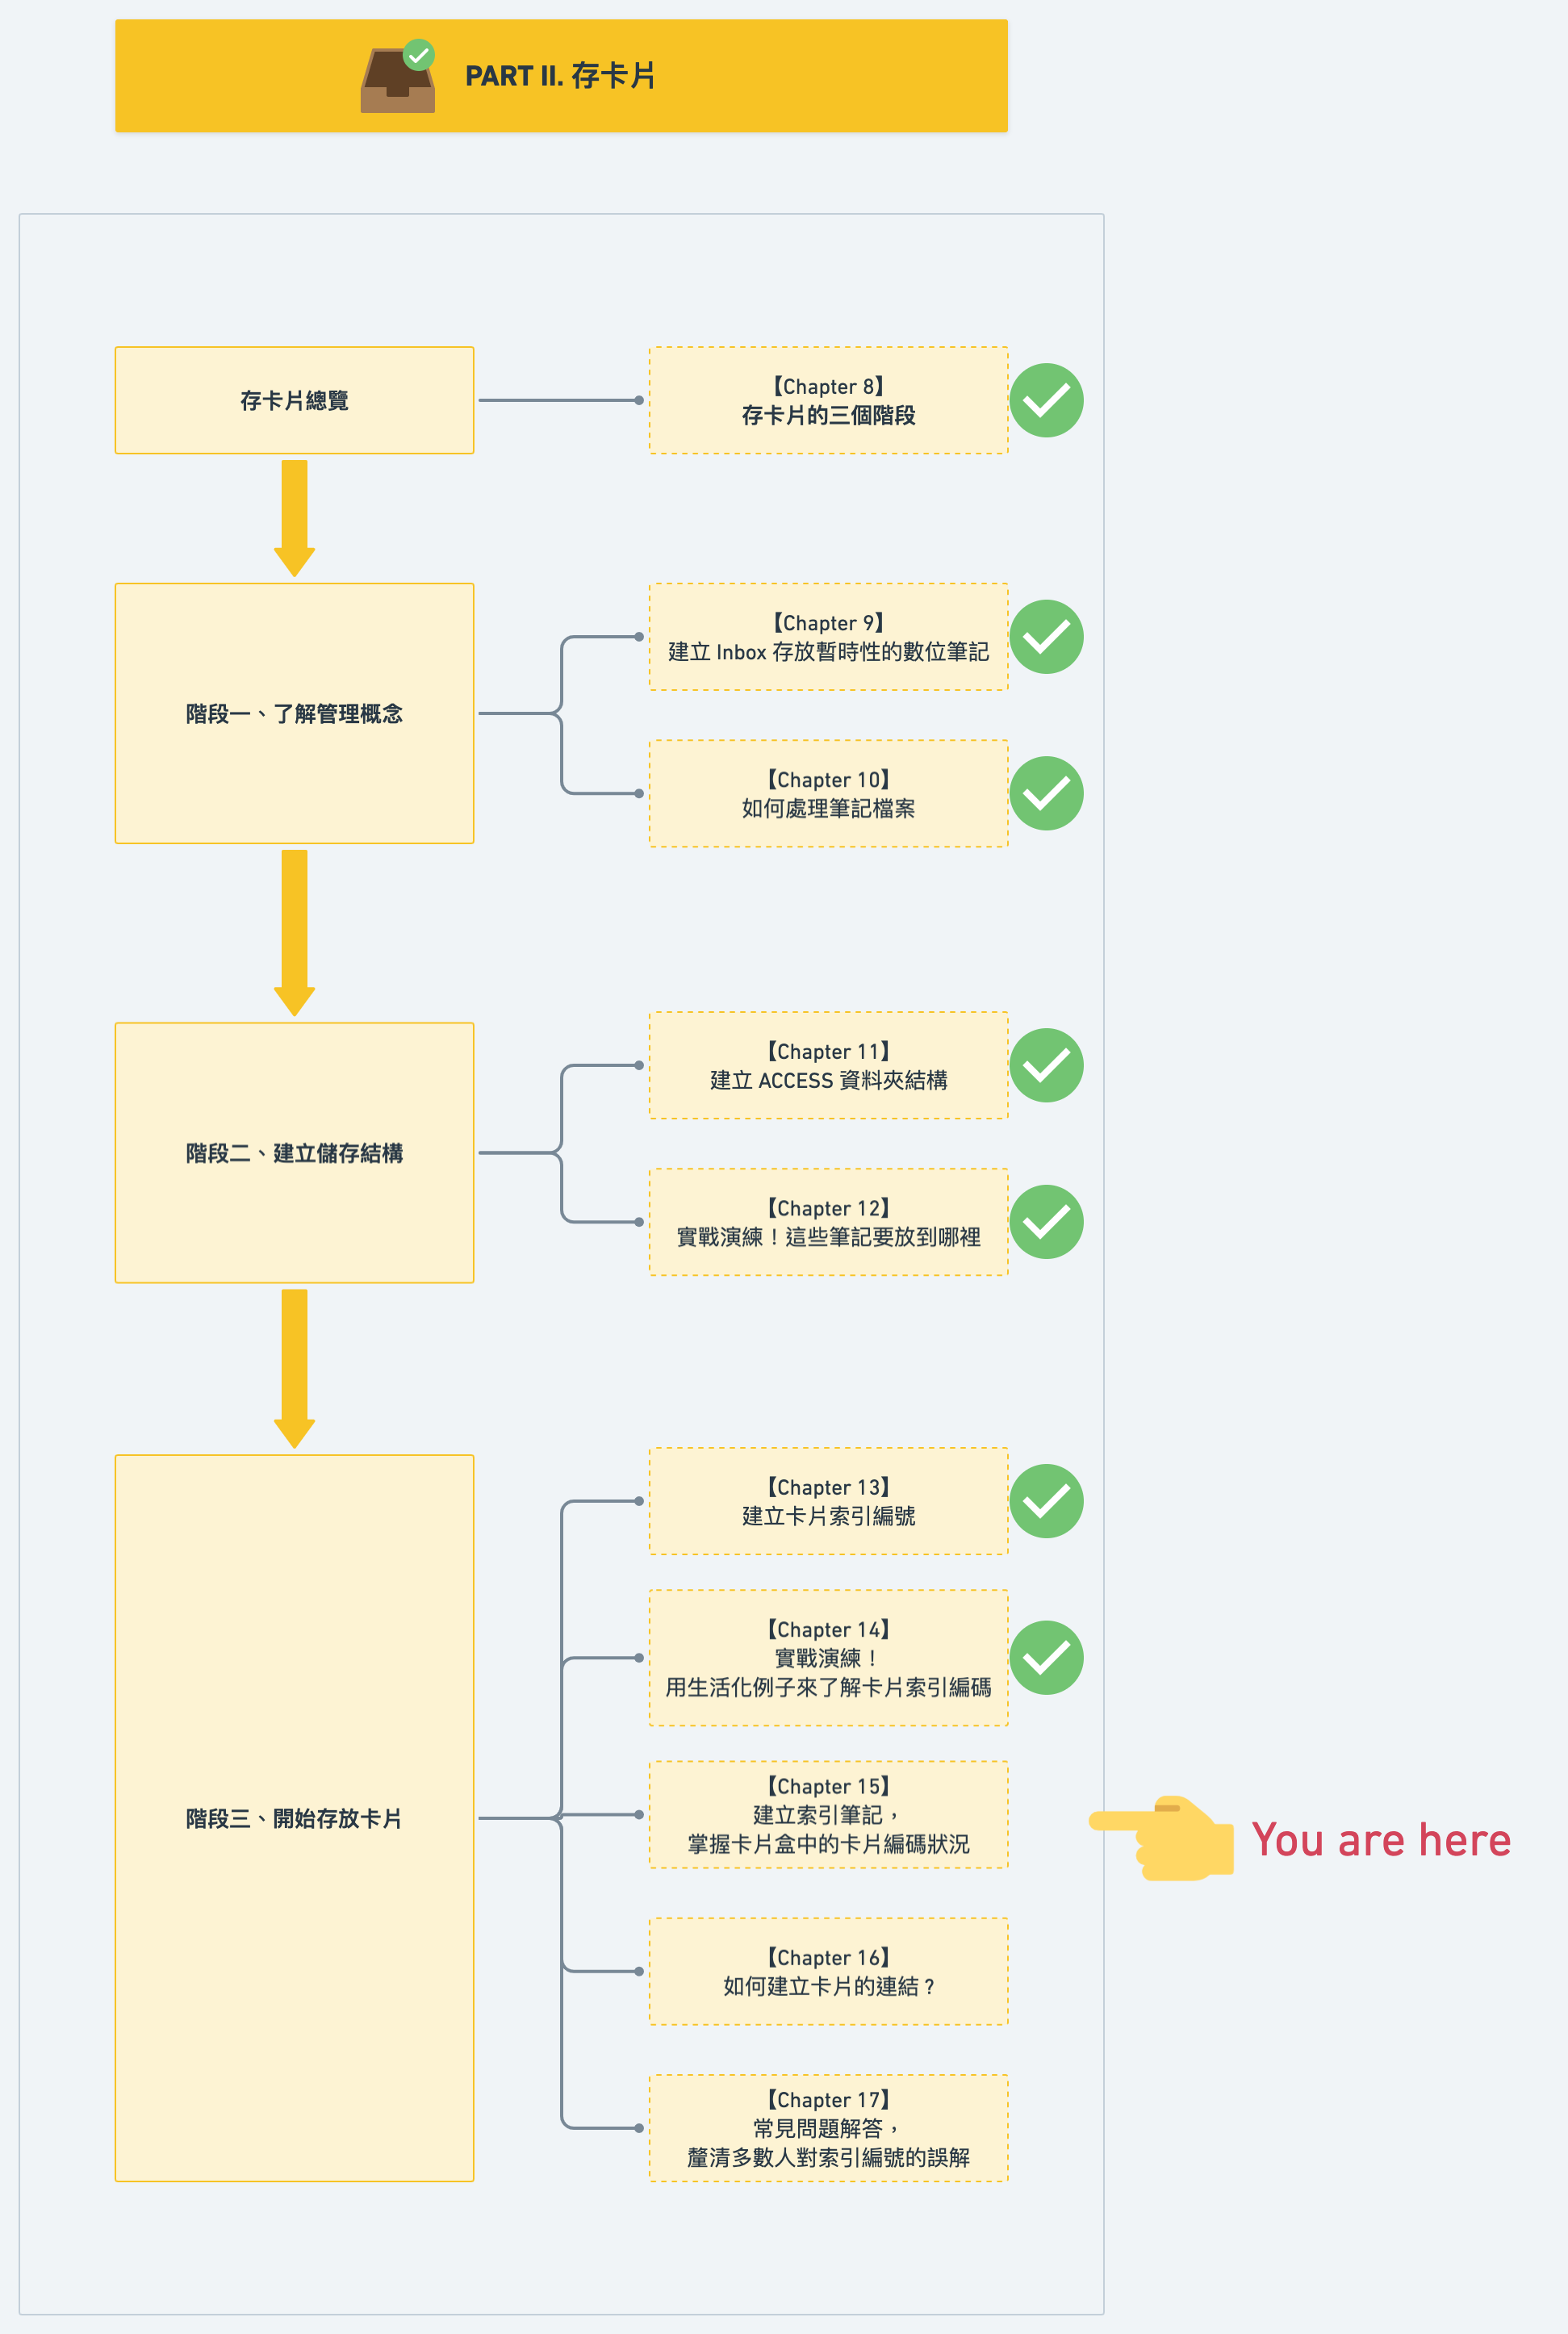 PART II. 存卡片
存卡片總覽
【Chapter 8】
存卡片的三個階段
階段一、了解管理概念
【Chapter 9】
建立 Inbox 存放暫時性的數位筆記
【Chapter 10】
如何處理筆記檔案
階段二、建立儲存結構
【Chapter 11】
建立 ACCESS 資料夾結構
【Chapter 12】
實戰演練！這些筆記要放到哪裡
階段三、開始存放卡片
【Chapter 13】
建立卡片索引編號
【Chapter 14】
實戰演練！
用生活化例子來了解卡片索引編碼
【Chapter 15】
建立索引筆記，
掌握卡片盒中的卡片編碼狀況
You are here
【Chapter 16】
如何建立卡片的連結？
【Chapter 17】
常見問題解答，
釐清多數人對索引編號的誤解